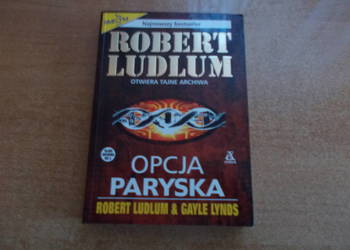 Najnowszy bestseller
ROBERT
LUDLUM
OTWIERA TAJNE ARCHIWA
OPCJA
PARYSKA
ROBERT LUDLUM & GAYLE LYNDS